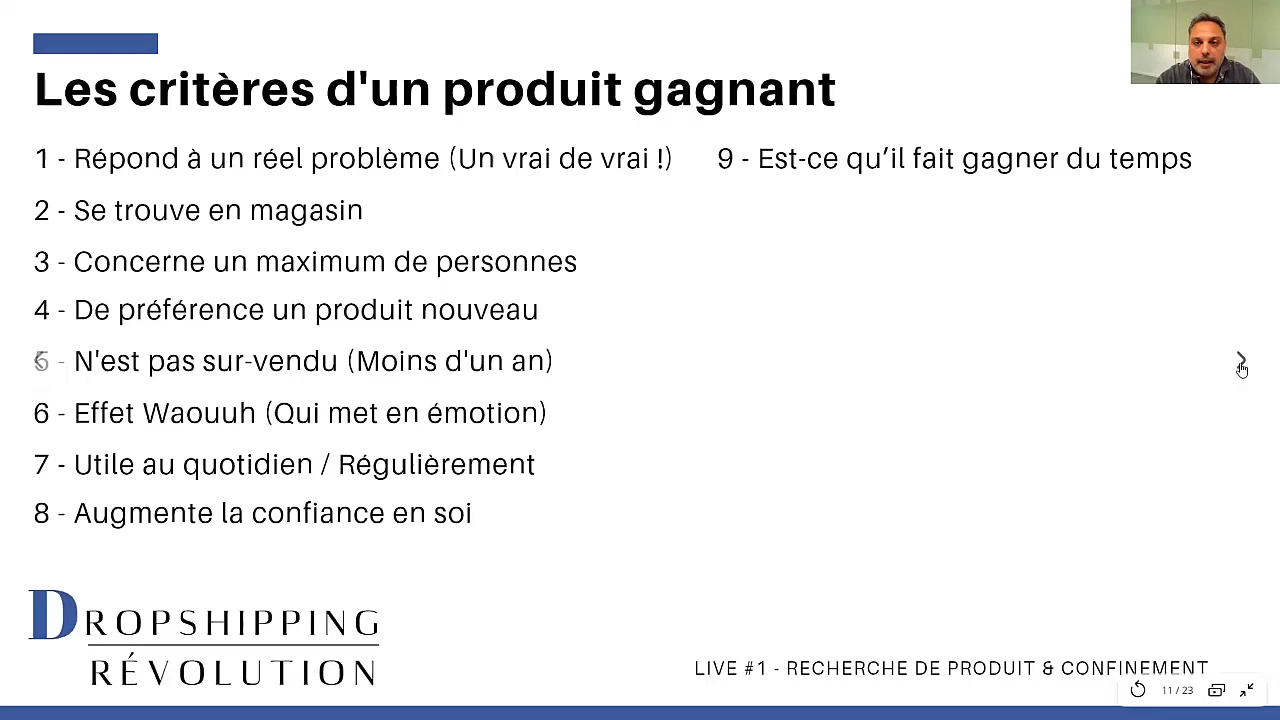 Les critères d'un produit gagnant
1 - Répond à un réel problème (Un vrai de vrai !)
2 - Se trouve en magasin
3 - Concerne un maximum de personnes
4 - De préférence un produit nouveau
5 - N'est pas sur-vendu (Moins d'un an)
6 - Effet Waouuh (Qui met en émotion)
7 - Utile au quotidien / Régulièrement
8 - Augmente la confiance en soi
9 - Est-ce qu’il fait gagner du temps
DROPSHIPPING
RÉVOLUTION
LIVE #1 - RECHERCHE DE PRODUIT & CONFINEMENT
11 / 23